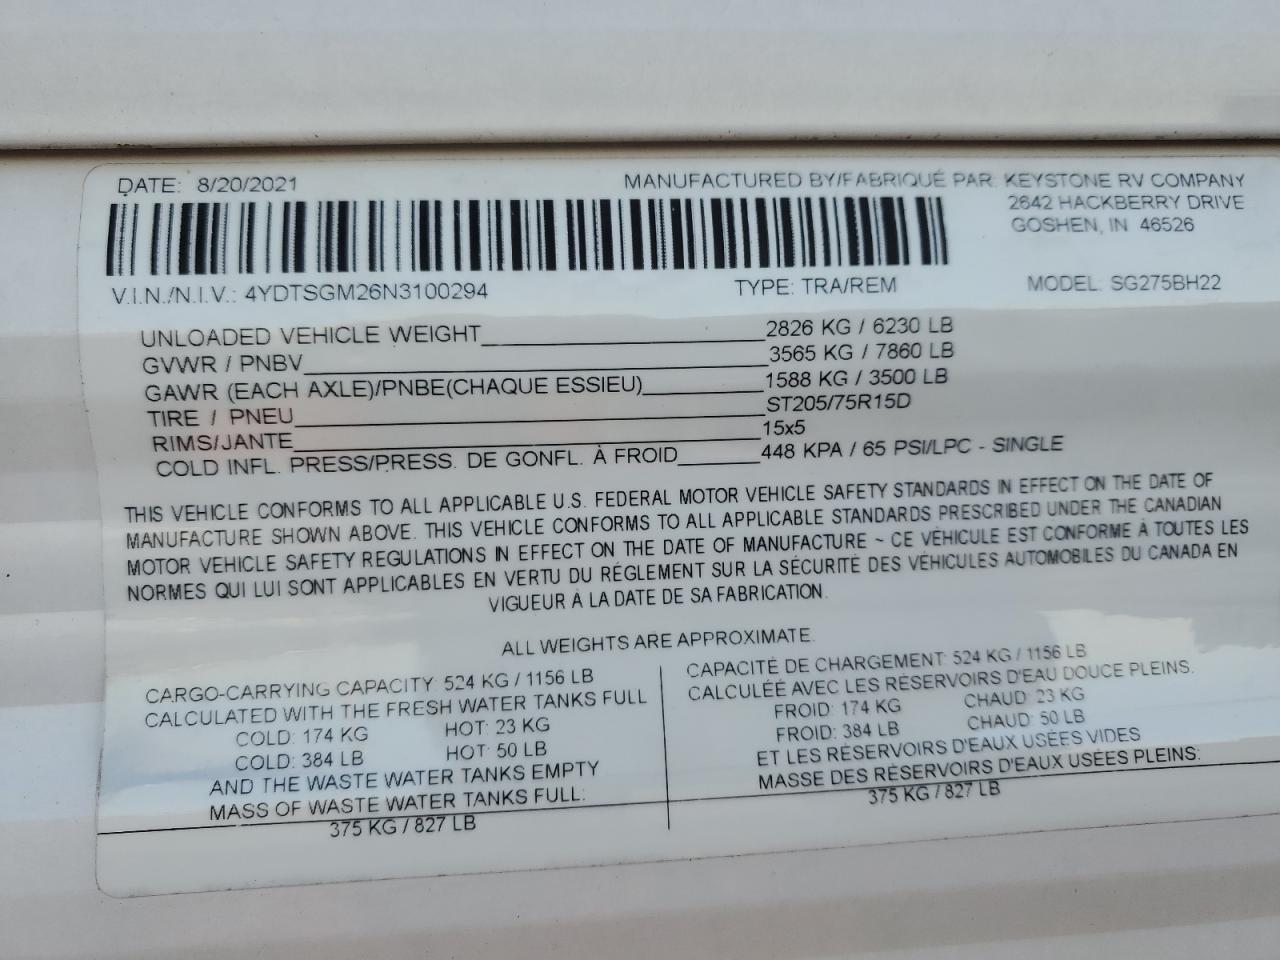 DATE: 8/20/2021
MANUFACTURED BY/FABRIQUÉ PAR: KEYSTONE RV COMPANY
2642 HACKBERRY DRIVE
GOSHEN, IN 46526
V.I.N./N.I.V.: 4YDTSGM26N3100294
TYPE: TRA/REM
MODEL: SG275BH22
UNLOADED VEHICLE WEIGHT 2826 KG / 6230 LB
GVWR / PNBV 3565 KG / 7860 LB
GAWR (EACH AXLE)/PNBE(CHAQUE ESSIEU) 1588 KG / 3500 LB
TIRE / PNEU ST205/75R15D
RIMS/JANTE 15x5
COLD INFL. PRESS/PRESS. DE GONFL. À FROID 448 KPA / 65 PSI/LPC - SINGLE
THIS VEHICLE CONFORMS TO ALL APPLICABLE U.S. FEDERAL MOTOR VEHICLE SAFETY STANDARDS IN EFFECT ON THE DATE OF
MANUFACTURE SHOWN ABOVE. THIS VEHICLE CONFORMS TO ALL APPLICABLE STANDARDS PRESCRIBED UNDER THE CANADIAN
MOTOR VEHICLE SAFETY REGULATIONS IN EFFECT ON THE DATE OF MANUFACTURE ~ CE VÉHICULE EST CONFORME À TOUTES LES
NORMES QUI LUI SONT APPLICABLES EN VERTU DU RÉGLEMENT SUR LA SÉCURITÉ DES VÉHICULES AUTOMOBILES DU CANADA EN
VIGUEUR À LA DATE DE SA FABRICATION.
ALL WEIGHTS ARE APPROXIMATE.
CARGO-CARRYING CAPACITY: 524 KG / 1156 LB
CALCULATED WITH THE FRESH WATER TANKS FULL
COLD: 174 KG HOT: 23 KG
COLD: 384 LB HOT: 50 LB
AND THE WASTE WATER TANKS EMPTY
MASS OF WASTE WATER TANKS FULL:
375 KG / 827 LB
CAPACITÉ DE CHARGEMENT: 524 KG / 1156 LB
CALCULÉE AVEC LES RÉSERVOIRS D'EAU DOUCE PLEINS.
FROID: 174 KG CHAUD: 23 KG
FROID: 384 LB CHAUD: 50 LB
ET LES RÉSERVOIRS D'EAUX USÉES VIDES
MASSE DES RÉSERVOIRS D'EAUX USÉES PLEINS:
375 KG / 827 LB